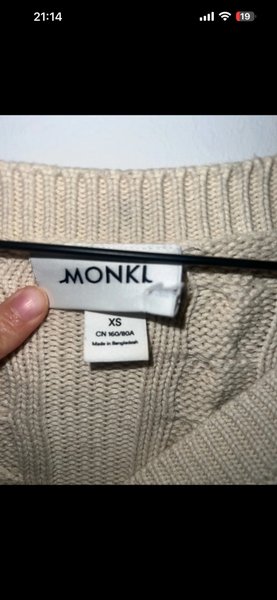 21:14
19
MONKI
XS
CN 160/80A
Made in Bangladesh